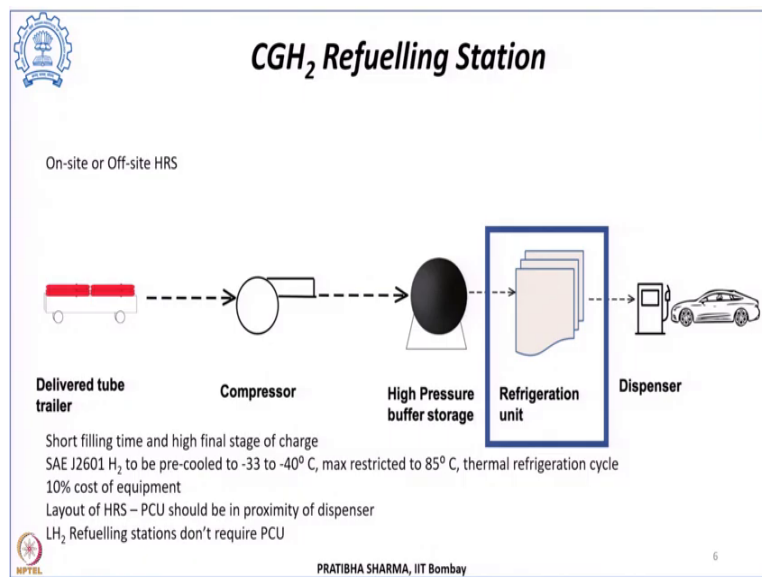 CGH₂ Refuelling Station
On-site or Off-site HRS
Delivered tube
trailer
Compressor
High Pressure
buffer storage
Refrigeration
unit
Dispenser
Short filling time and high final stage of charge
SAE J2601 H₂ to be pre-cooled to -33 to -40⁰ C, max restricted to 85⁰ C, thermal refrigeration cycle
10% cost of equipment
Layout of HRS – PCU should be in proximity of dispenser
LH₂ Refuelling stations don't require PCU
NPTEL
PRATIBHA SHARMA, IIT Bombay
6